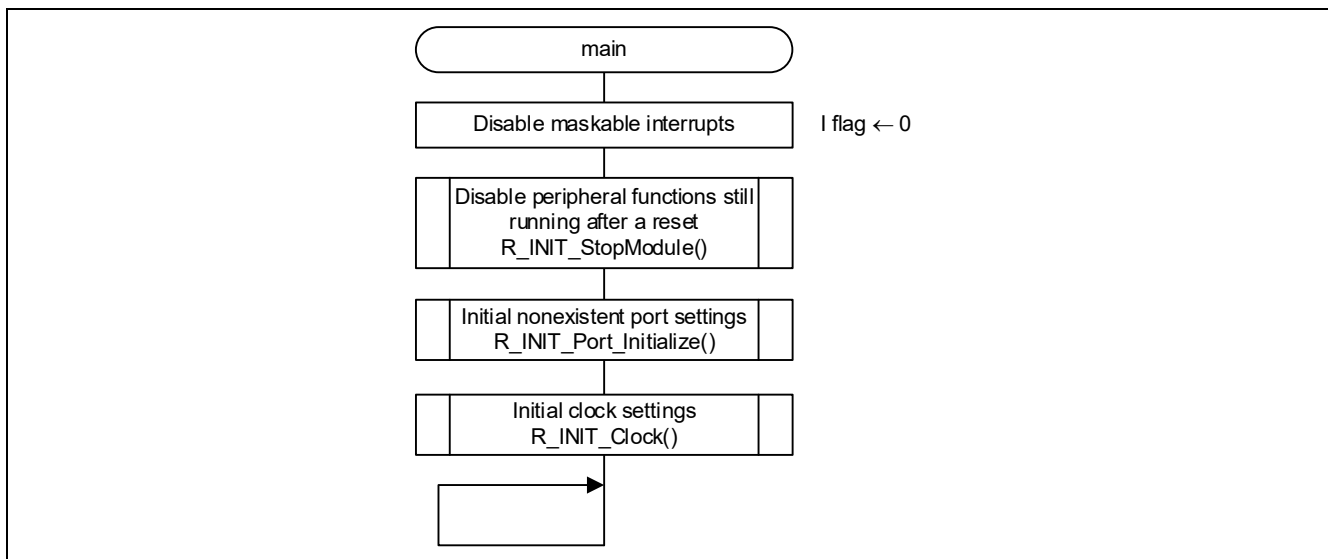 main
Disable maskable interrupts
I flag ← 0
Disable peripheral functions still
running after a reset
R_INIT_StopModule()
Initial nonexistent port settings
R_INIT_Port_Initialize()
Initial clock settings
R_INIT_Clock()